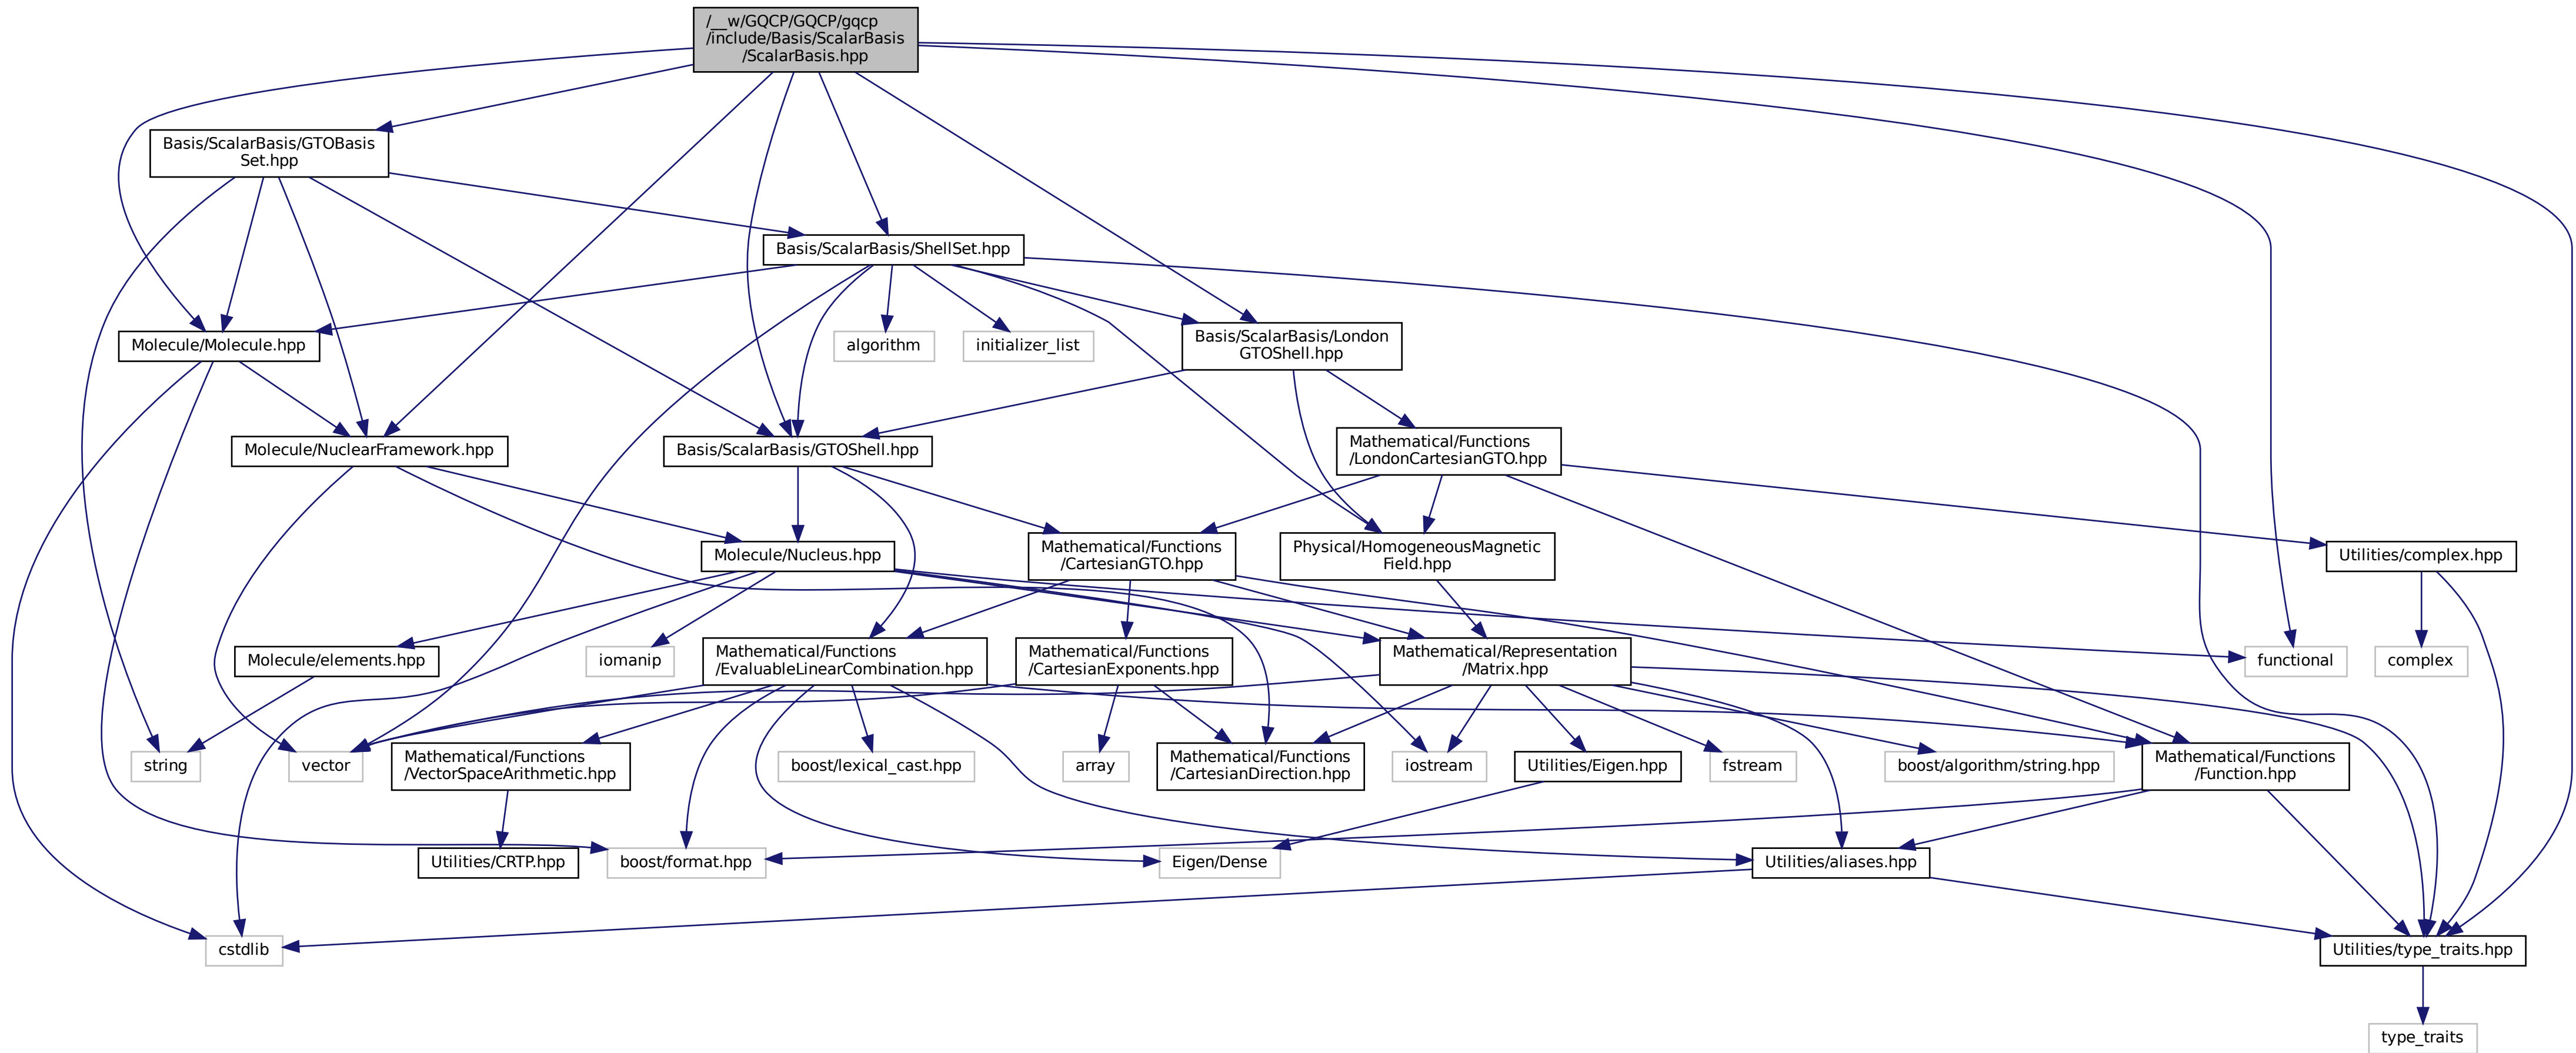 /__w/GQCP/GQCP/gqcp
/include/Basis/ScalarBasis
/ScalarBasis.hpp
Basis/ScalarBasis/GTOBasis
Set.hpp
Basis/ScalarBasis/ShellSet.hpp
Molecule/Molecule.hpp
algorithm
initializer_list
Basis/ScalarBasis/London
GTOShell.hpp
Molecule/NuclearFramework.hpp
Basis/ScalarBasis/GTOShell.hpp
Mathematical/Functions
/LondonCartesianGTO.hpp
Molecule/Nucleus.hpp
Mathematical/Functions
/CartesianGTO.hpp
Physical/HomogeneousMagnetic
Field.hpp
Utilities/complex.hpp
Molecule/elements.hpp
iomanip
Mathematical/Functions
/EvaluableLinearCombination.hpp
Mathematical/Functions
/CartesianExponents.hpp
Mathematical/Representation
/Matrix.hpp
functional
complex
string
vector
Mathematical/Functions
/VectorSpaceArithmetic.hpp
boost/lexical_cast.hpp
array
Mathematical/Functions
/CartesianDirection.hpp
iostream
Utilities/Eigen.hpp
fstream
boost/algorithm/string.hpp
Mathematical/Functions
/Function.hpp
Utilities/CRTP.hpp
boost/format.hpp
Eigen/Dense
Utilities/aliases.hpp
cstdlib
Utilities/type_traits.hpp
type_traits